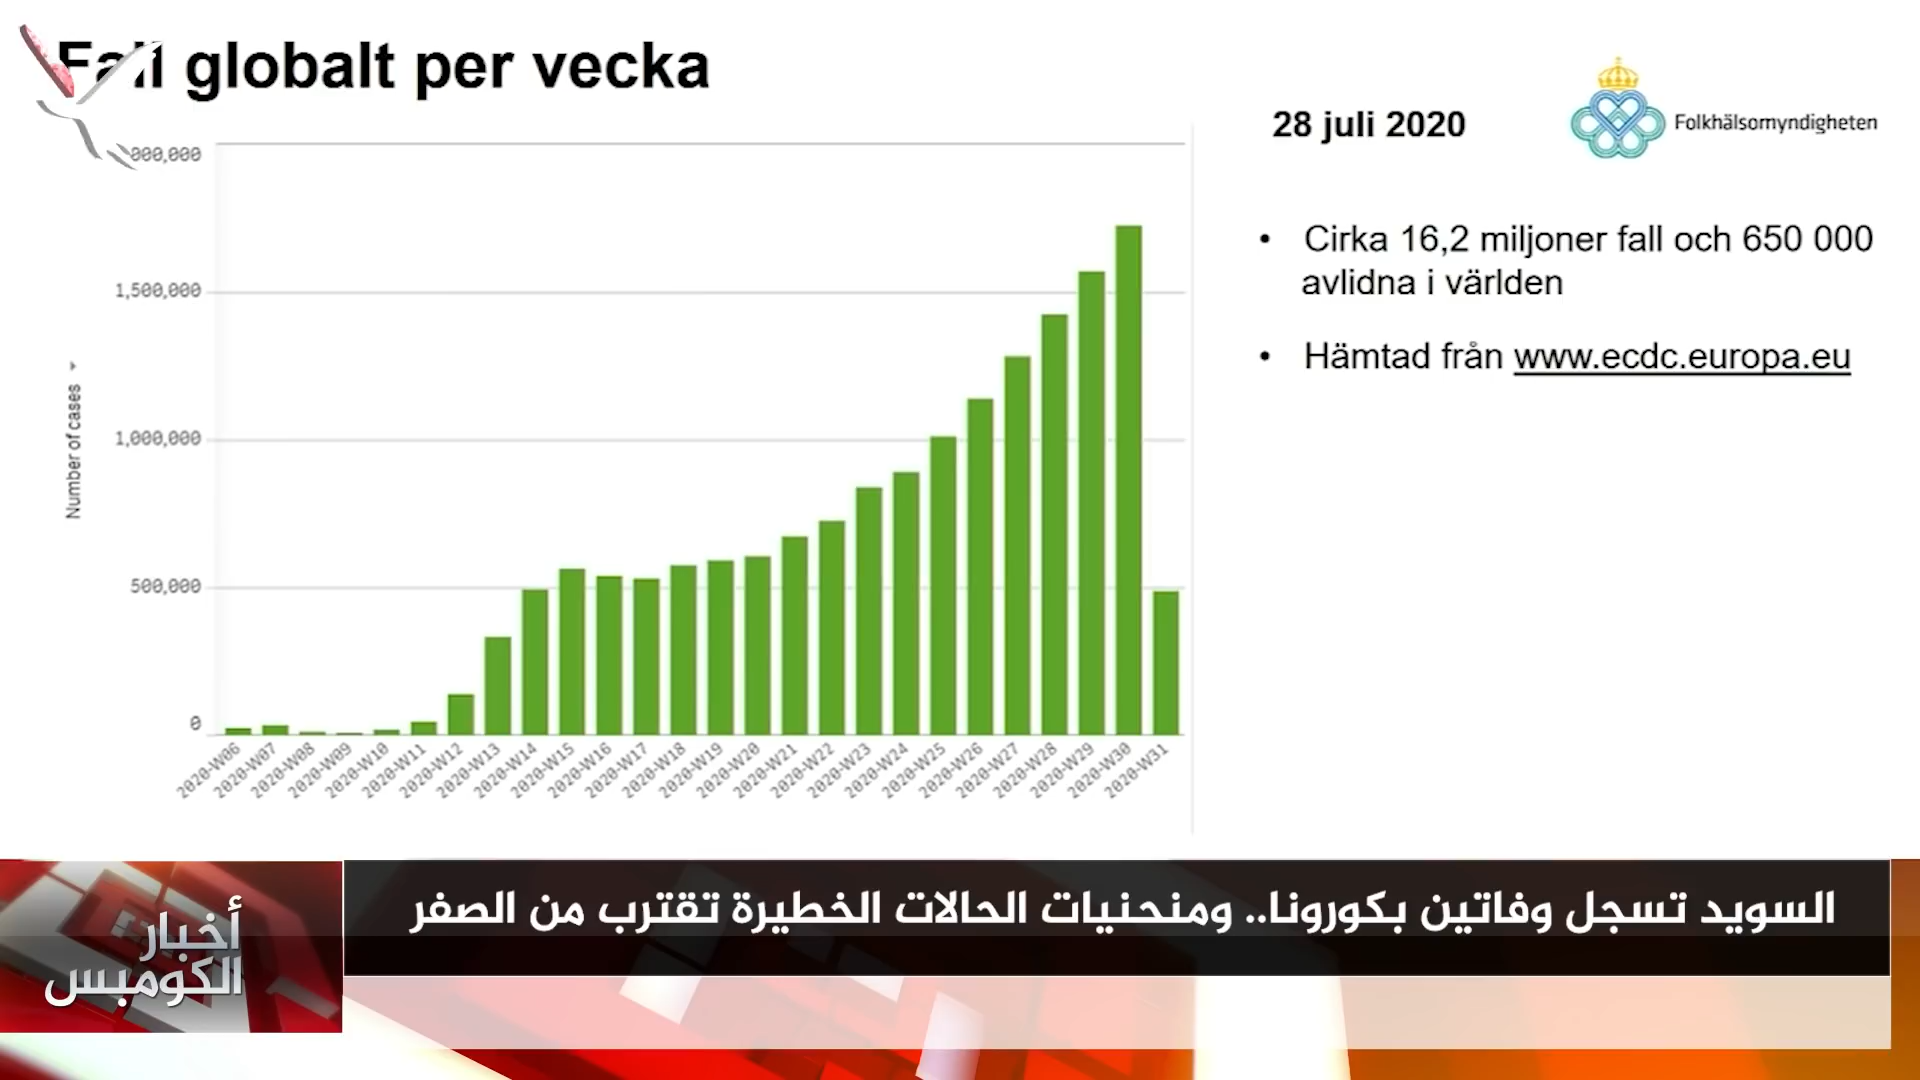 Fall globalt per vecka
28 juli 2020
Folkhälsomyndigheten
000,000
1,500,000
1,000,000
500,000
0
Number of cases
2020-W06
2020-W07
2020-W08
2020-W09
2020-W10
2020-W11
2020-W12
2020-W13
2020-W14
2020-W15
2020-W16
2020-W17
2020-W18
2020-W19
2020-W20
2020-W21
2020-W22
2020-W23
2020-W24
2020-W25
2020-W26
2020-W27
2020-W28
2020-W29
2020-W30
2020-W31
• Cirka 16,2 miljoner fall och 650 000
avlidna i världen
• Hämtad från www.ecdc.europa.eu
السويد تسجل وفاتين بكورونا.. ومنحنيات الحالات الخطيرة تقترب من الصفر
أخبار
الكومبس